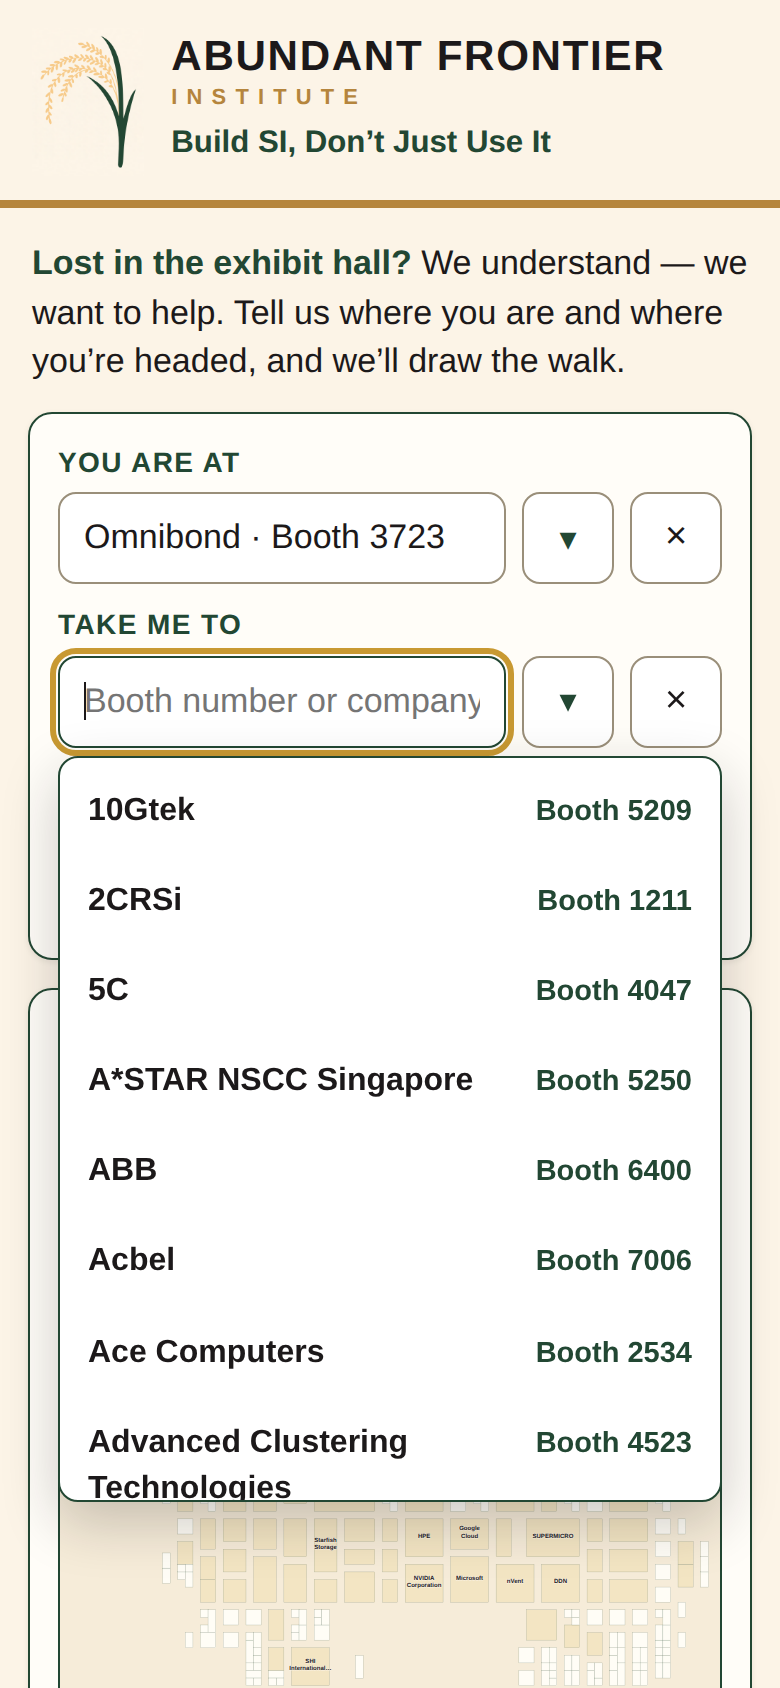 ABUNDANT FRONTIER
INSTITUTE
Build SI, Don’t Just Use It
Lost in the exhibit hall? We understand — we
want to help. Tell us where you are and where
you’re headed, and we’ll draw the walk.
YOU ARE AT
Omnibond · Booth 3723 ▼ ×
TAKE ME TO
Booth number or company ▼ ×
10Gtek Booth 5209
2CRSi Booth 1211
5C Booth 4047
A*STAR NSCC Singapore Booth 5250
ABB Booth 6400
Acbel Booth 7006
Ace Computers Booth 2534
Advanced Clustering Booth 4523
Technologies
Starfish
Storage
HPE
Google
Cloud
SUPERMICRO
NVIDIA
Corporation
Microsoft
nVent
DDN
SHI
International...